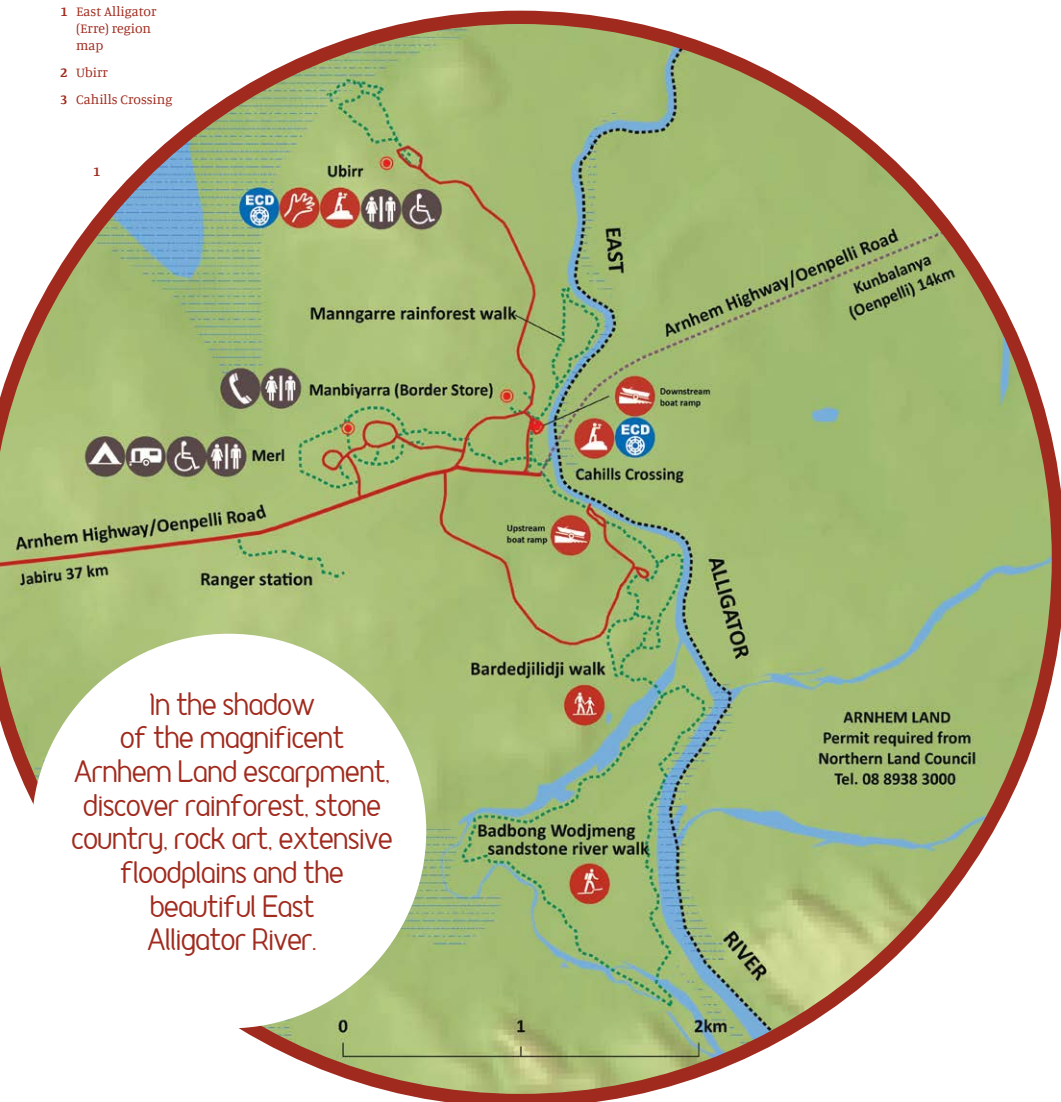 1 East Alligator
(Erre) region
map
2 Ubirr
3 Cahills Crossing
1
Ubirr
ECD
EAST
Arnhem Highway/Oenpelli Road
Kunbalanya
(Oenpelli) 14km
Manngarre rainforest walk
Manbiyarra (Border Store)
Downstream
boat ramp
ECD
Cahills Crossing
Merl
Arnhem Highway/Oenpelli Road
Jabiru 37 km
Ranger station
Upstream
boat ramp
ALLIGATOR
Bardedjilidji walk
In the shadow
of the magnificent
Arnhem Land escarpment,
discover rainforest, stone
country, rock art, extensive
floodplains and the
beautiful East
Alligator River.
ARNHEM LAND
Permit required from
Northern Land Council
Tel. 08 8938 3000
Badbong Wodjmeng
sandstone river walk
RIVER
0 1 2km